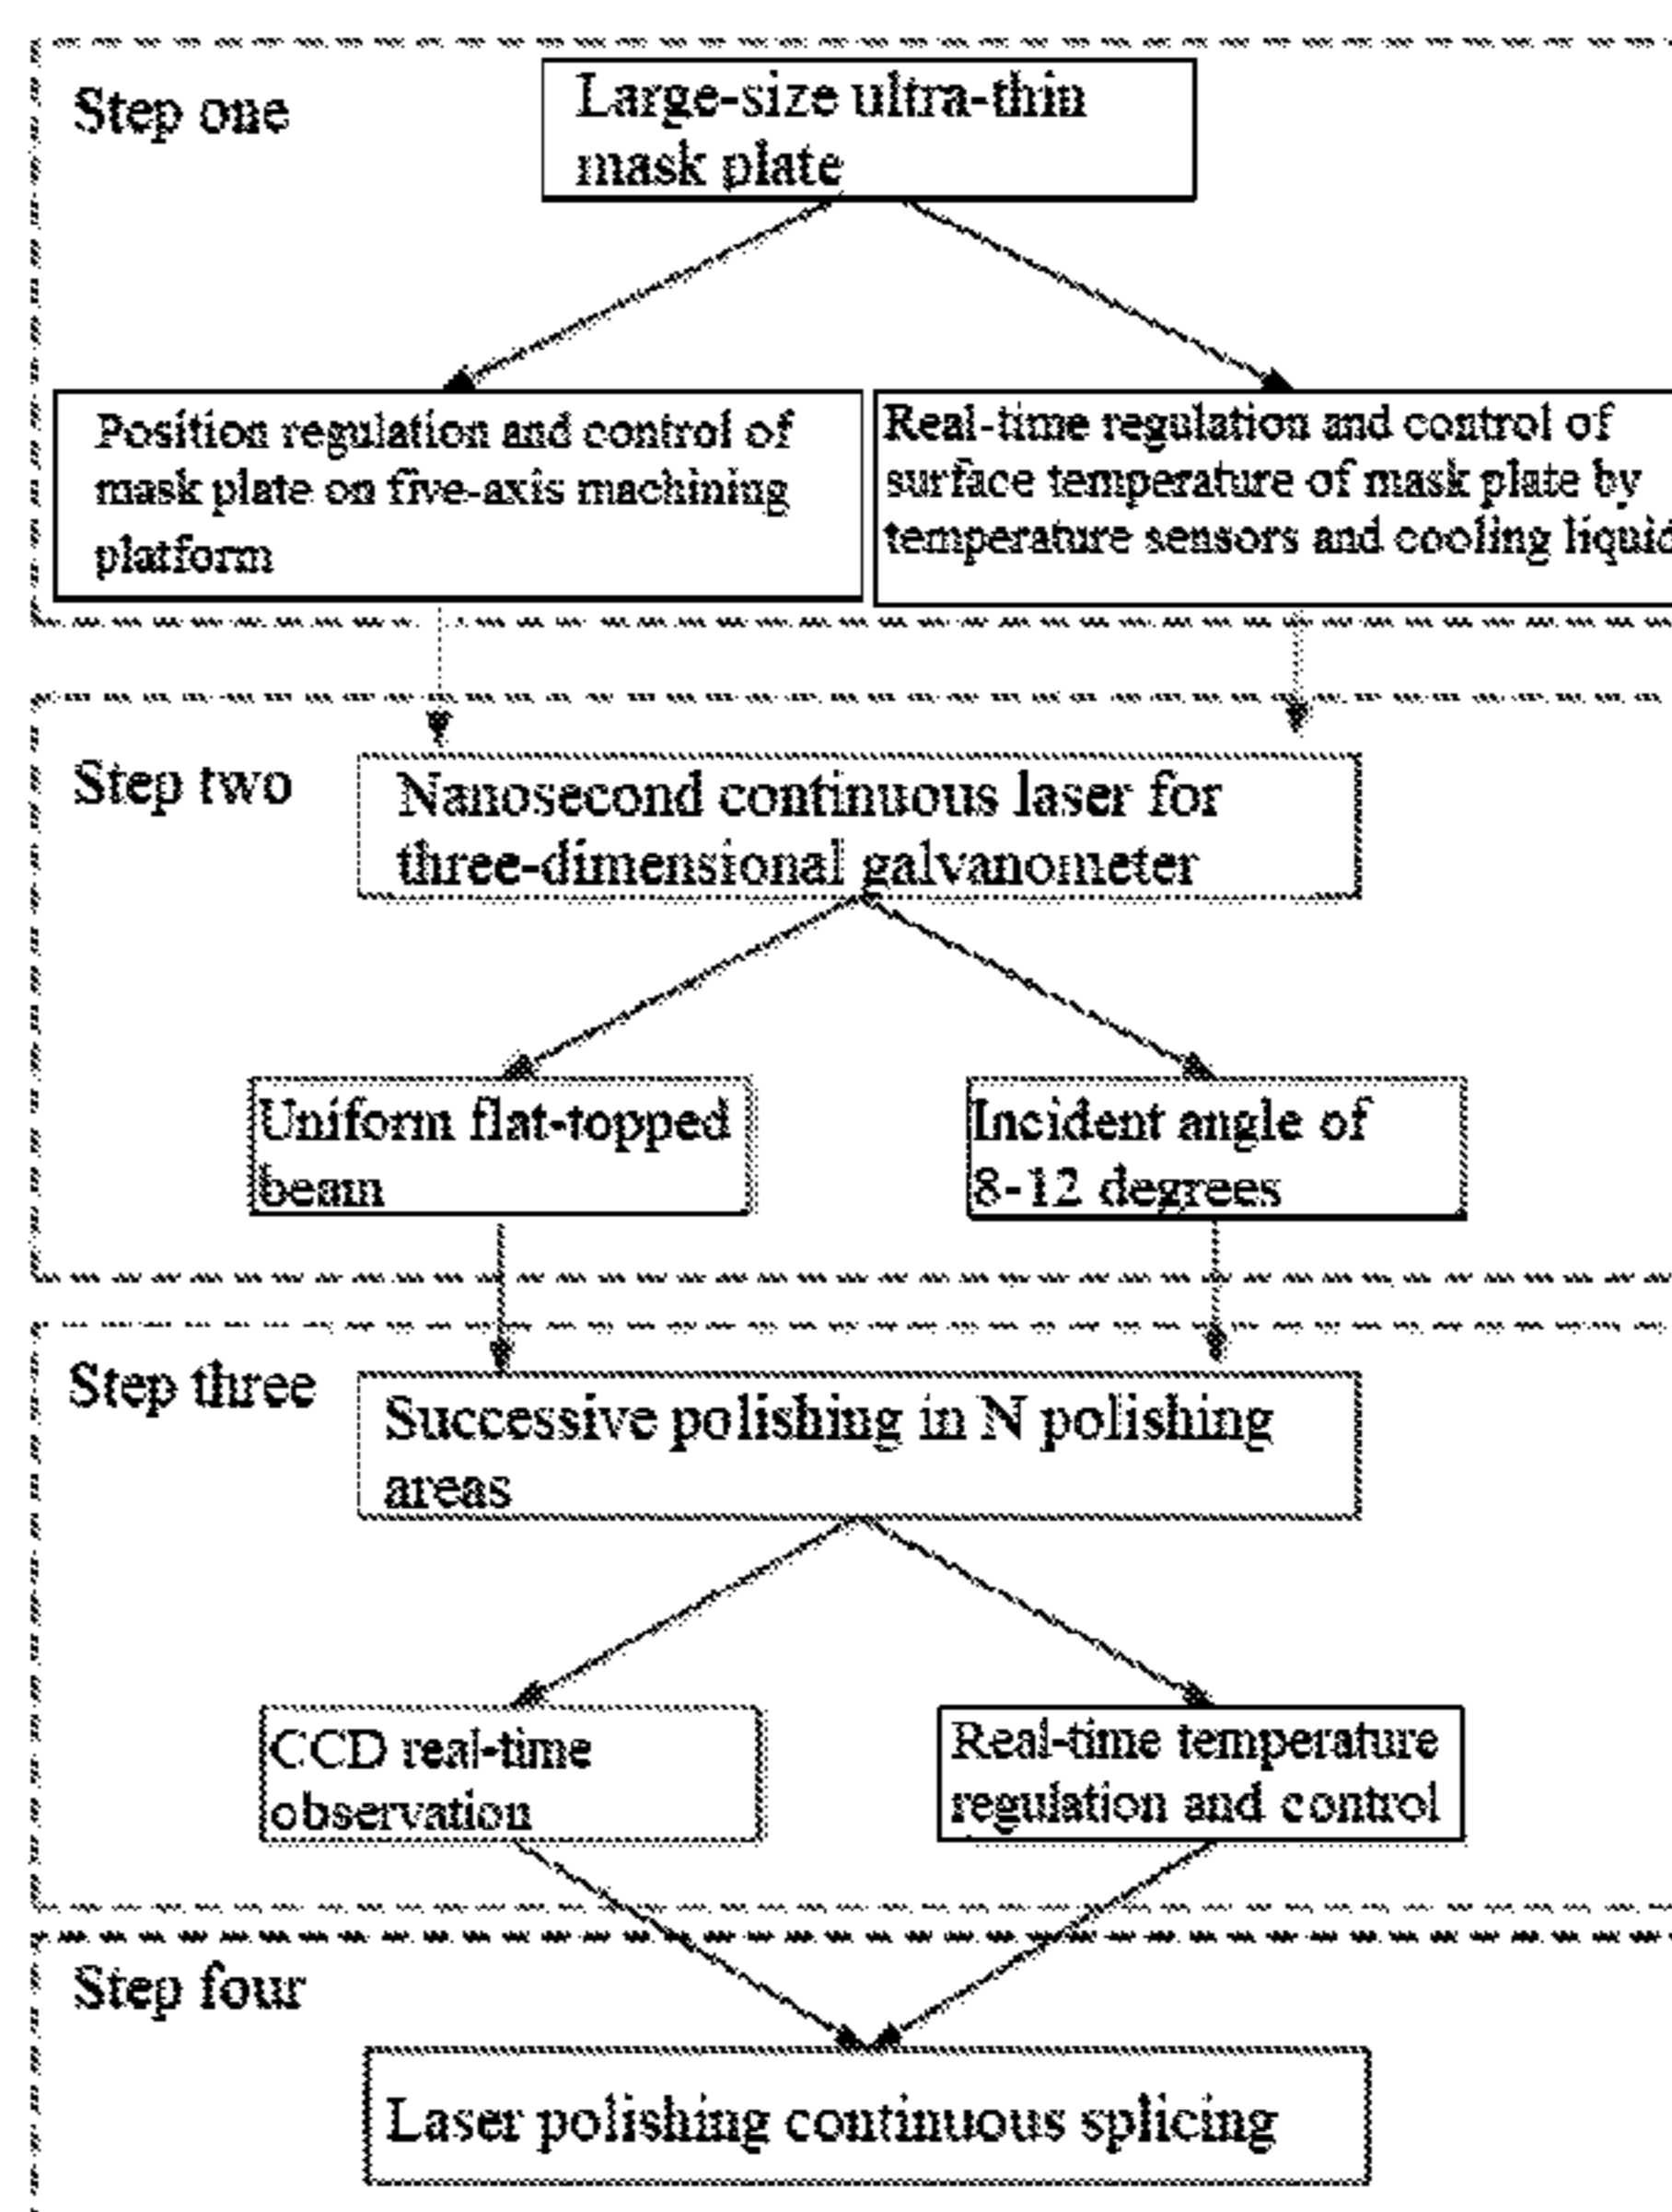 Step one
Large-size ultra-thin
mask plate
Position regulation and control of
mask plate on five-axis machining
platform
Real-time regulation and control of
surface temperature of mask plate by
temperature sensors and cooling liquid
Step two
Nanosecond continuous laser for
three-dimensional galvanometer
Uniform flat-topped
beam
Incident angle of
8-12 degrees
Step three
Successive polishing in N polishing
areas
CCD real-time
observation
Real-time temperature
regulation and control
Step four
Laser polishing continuous splicing